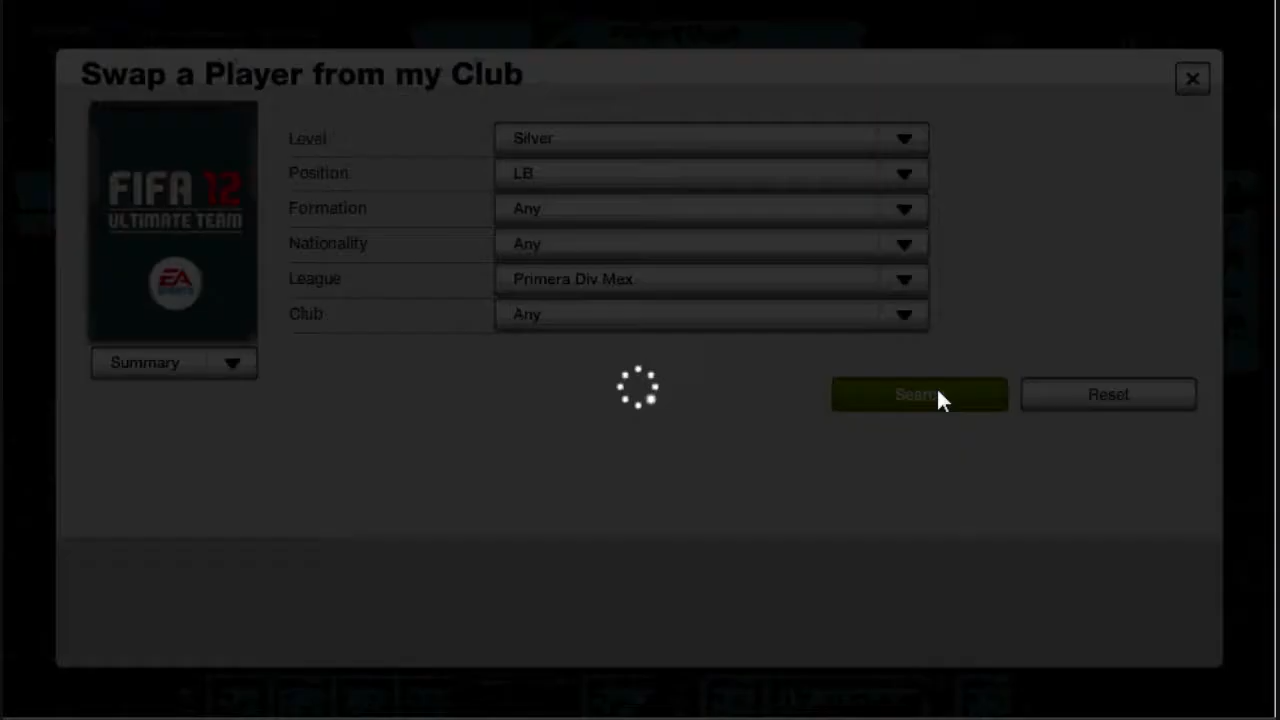 Swap a Player from my Club
Level
Silver
Position
LB
Formation
Any
Nationality
Any
League
Primera Div Mex
Club
Any
FIFA 12
ULTIMATE TEAM
EA
SPORTS
Summary
Search
Reset